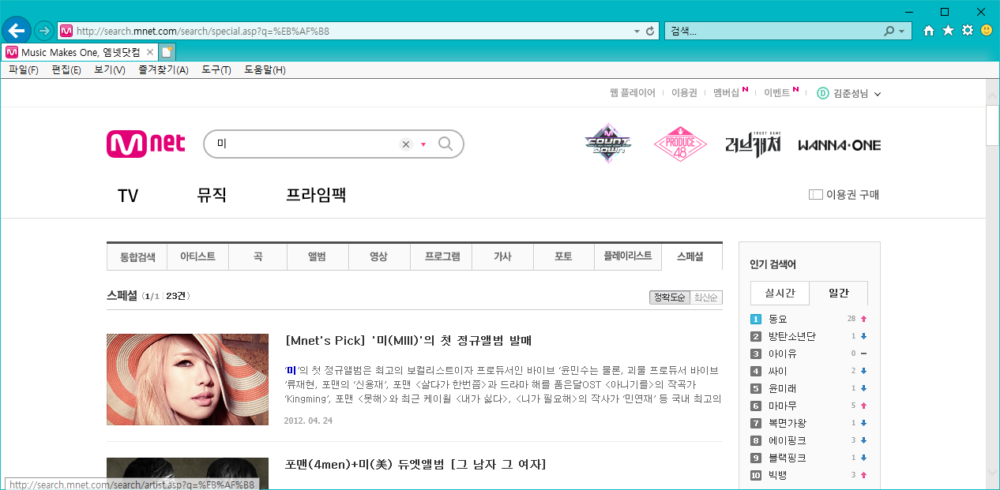 http://search.mnet.com/search/special.asp?q=%EB%AF%B8
검색...
Music Makes One, 엠넷닷컴
파일(F) 편집(E) 보기(V) 즐겨찾기(A) 도구(T) 도움말(H)
웹 플레이어 이용권 멤버십 N 이벤트 N D 김준성님
M net 미 M COUNT DOWN PRODUCE 48 TRUST GAME 러브캐처 WANNA·ONE
TV 뮤직 프라임팩 이용권 구매
통합검색 아티스트 곡 앨범 영상 프로그램 가사 포토 플레이리스트 스페셜
스페셜 (1/1 | 23건) 정확도순 최신순
[Mnet's Pick] '미(MIII)'의 첫 정규앨범 발매
'미'의 첫 정규앨범은 최고의 보컬리스트이자 프로듀서인 바이브 '윤민수는 물론, 괴물 프로듀서 바이브
'류재현, 포맨의 '신용재', 포맨 <살다가 한번쯤>과 드라마 해를 품은달OST <아니기를>의 작곡가
'Kingming', 포맨 <못해>와 최근 케이윌 <내가 싫다>, <니가 필요해>의 작사가 '민연재' 등 국내 최고의
2012. 04. 24
포맨(4men)+미(美) 듀엣앨범 [그 남자 그 여자]
인기 검색어
실시간 일간
1 동요 28
2 방탄소년단 1
3 아이유 0
4 싸이 2
5 윤미래 1
6 마마무 5
7 복면가왕 1
8 에이핑크 3
9 블랙핑크 1
10 빅뱅 3
http://search.mnet.com/search/artist.asp?q=%EB%AF%B8